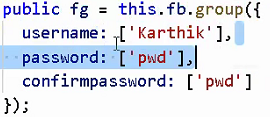 public fg = this.fb.group({
username: ['Karthik'],
password: ['pwd'],
confirmpassword: ['pwd']
});